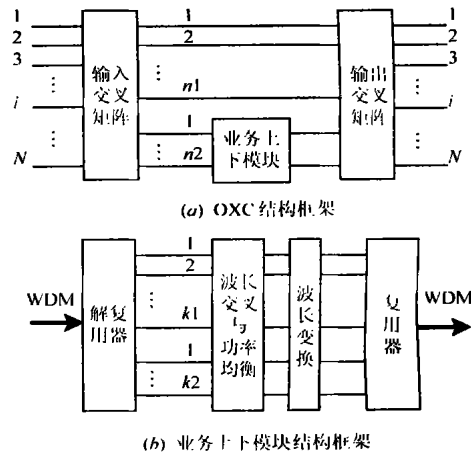 1
2
3
⋮
i
⋮
N
输入
交叉
矩阵
1
2
⋮
n1
1
⋮
n2
业务上
下模块
输出
交叉
矩阵
1
2
3
⋮
i
⋮
N
(a) OXC 结构框架
WDM
解复
用器
1
2
⋮
k1
1
⋮
k2
波长
交叉
与
功率
均衡
波
长
变
换
复
用
器
WDM
(b) 业务上下模块结构框架